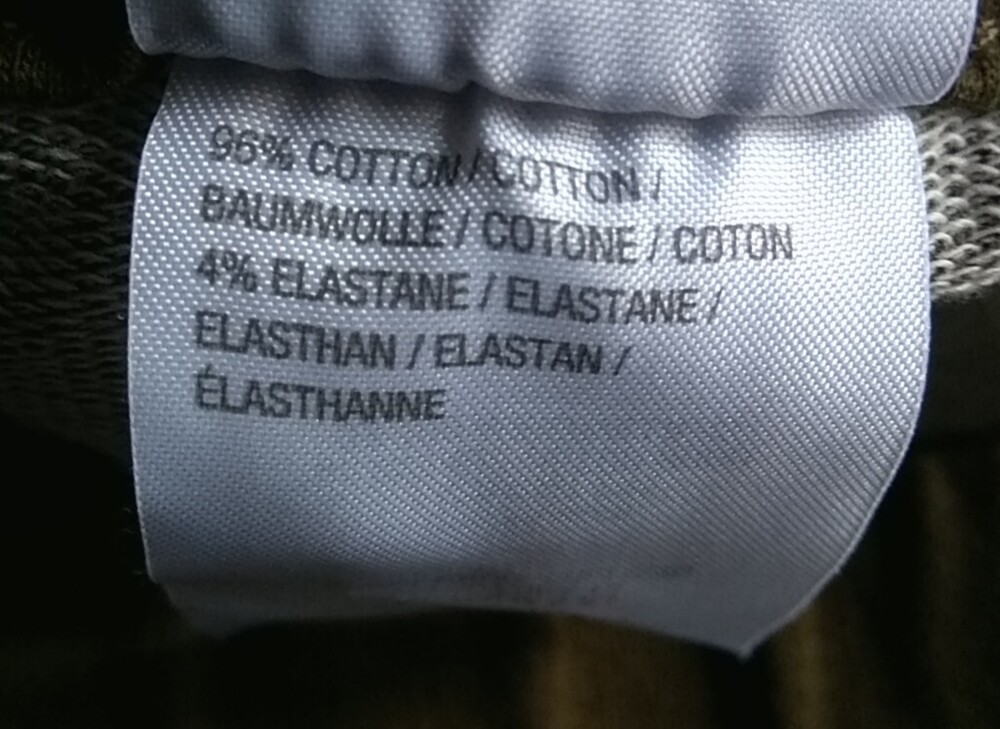 96% COTTON / COTTON /
BAUMWOLLE / COTONE / COTON
4% ELASTANE / ELASTANE /
ELASTHAN / ELASTAN /
ÉLASTHANNE